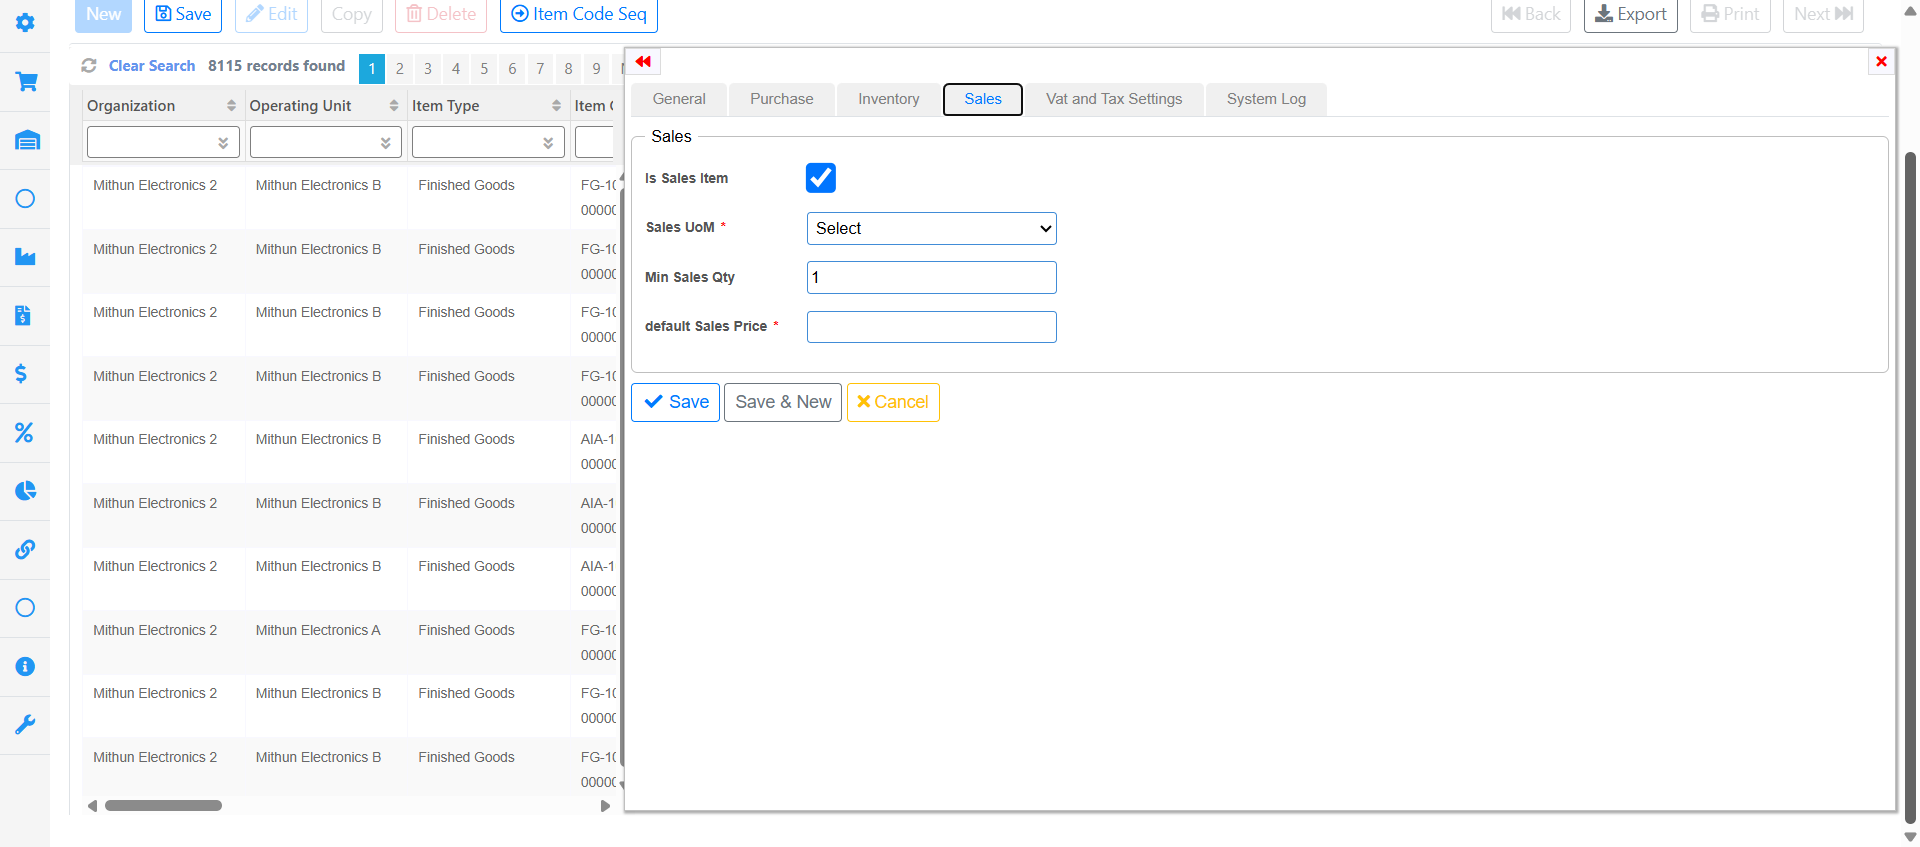 New Save Edit Copy Delete Item Code Seq Back Export Print Next
Clear Search 8115 records found 1 2 3 4 5 6 7 8 9
Organization Operating Unit Item Type Item
Mithun Electronics 2 Mithun Electronics B Finished Goods FG-10
0000
Mithun Electronics 2 Mithun Electronics B Finished Goods FG-10
0000
Mithun Electronics 2 Mithun Electronics B Finished Goods FG-10
0000
Mithun Electronics 2 Mithun Electronics B Finished Goods FG-10
0000
Mithun Electronics 2 Mithun Electronics B Finished Goods AIA-1
0000
Mithun Electronics 2 Mithun Electronics B Finished Goods AIA-1
0000
Mithun Electronics 2 Mithun Electronics B Finished Goods AIA-1
0000
Mithun Electronics 2 Mithun Electronics A Finished Goods FG-10
0000
Mithun Electronics 2 Mithun Electronics B Finished Goods FG-10
0000
Mithun Electronics 2 Mithun Electronics B Finished Goods FG-10
0000
General Purchase Inventory Sales Vat and Tax Settings System Log
Sales
Is Sales Item
Sales UoM * Select
Min Sales Qty 1
default Sales Price *
Save Save & New Cancel